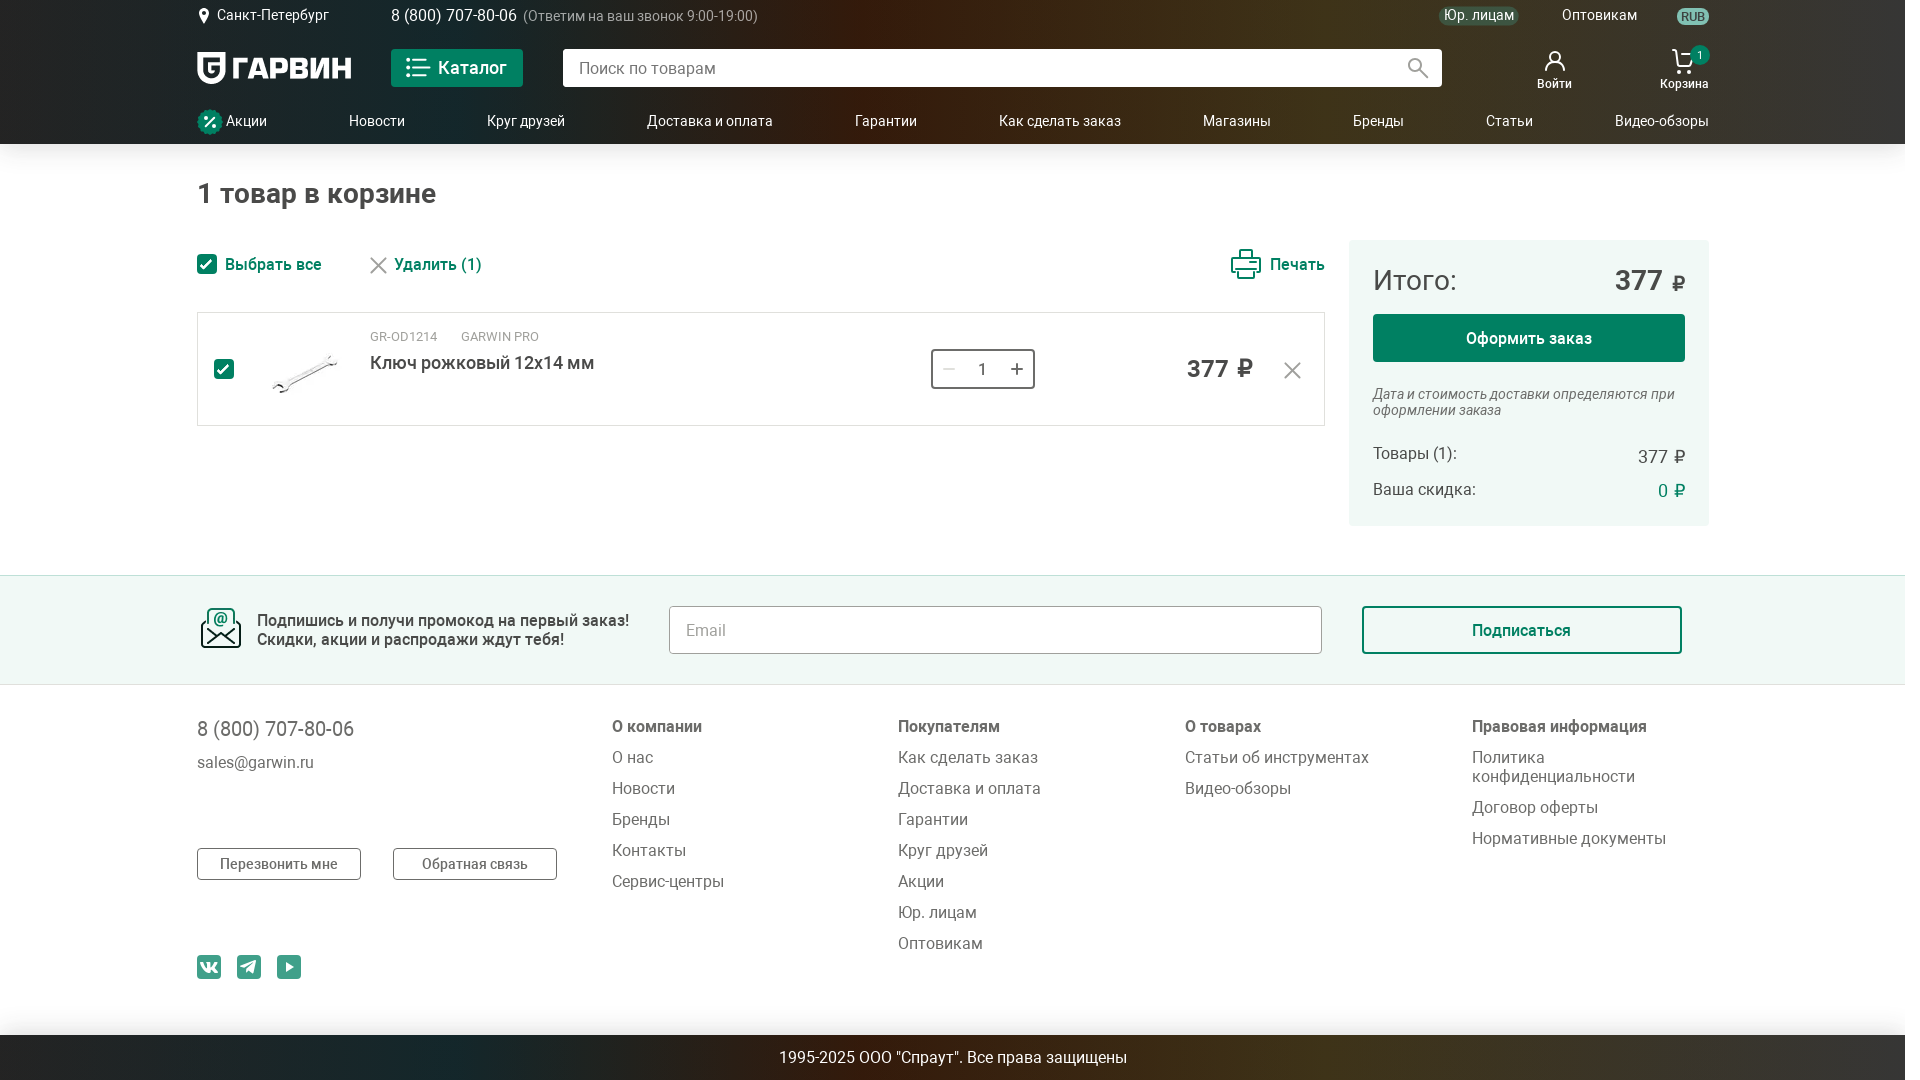 Санкт-Петербург
8 (800) 707-80-06 (Ответим на ваш звонок 9:00-19:00)
Юр. лицам
Оптовикам
RUB
ГАРВИН
Каталог
Поиск по товарам
Войти
1
Корзина
Акции
Новости
Круг друзей
Доставка и оплата
Гарантии
Как сделать заказ
Магазины
Бренды
Статьи
Видео-обзоры
1 товар в корзине
Выбрать все
Удалить (1)
Печать
GR-OD1214 GARWIN PRO
Ключ рожковый 12х14 мм
1
377 ₽
Итого: 377 ₽
Оформить заказ
Дата и стоимость доставки определяются при
оформлении заказа
Товары (1): 377 ₽
Ваша скидка: 0 ₽
Подпишись и получи промокод на первый заказ!
Скидки, акции и распродажи ждут тебя!
Email
Подписаться
8 (800) 707-80-06
sales@garwin.ru
Перезвонить мне
Обратная связь
О компании
О нас
Новости
Бренды
Контакты
Сервис-центры
Покупателям
Как сделать заказ
Доставка и оплата
Гарантии
Круг друзей
Акции
Юр. лицам
Оптовикам
О товарах
Статьи об инструментах
Видео-обзоры
Правовая информация
Политика
конфиденциальности
Договор оферты
Нормативные документы
1995-2025 ООО "Спраут". Все права защищены